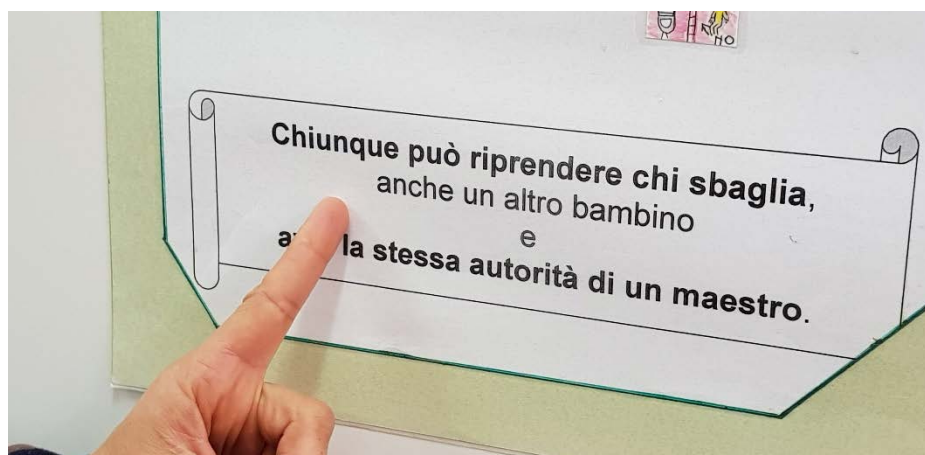 Chiunque può riprendere chi sbaglia,
anche un altro bambino
e
la stessa autorità di un maestro.